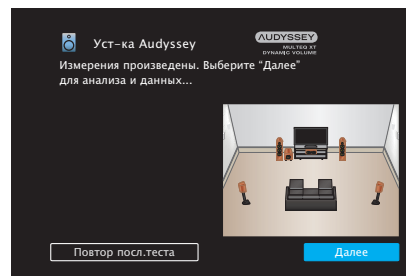 Уст-ка Audyssey
AUDYSSEY
MULTEQ XT
DYNAMIC VOLUME
Измерения произведены. Выберите “Далее”
для анализа и данных...
Повтор посл.теста
Далее